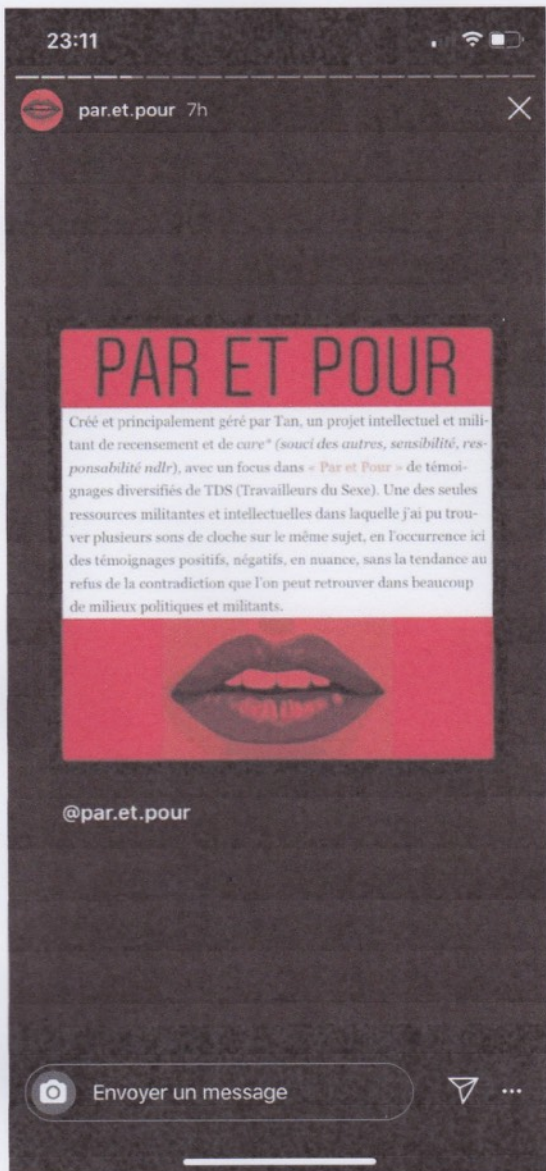 23:11
par.et.pour 7h
PAR ET POUR
Créé et principalement géré par Tan, un projet intellectuel et mili-
tant de recensement et de care* (souci des autres, sensibilité, res-
ponsabilité ndlr), avec un focus dans « Par et Pour » de témoi-
gnages diversifiés de TDS (Travailleurs du Sexe). Une des seules
ressources militantes et intellectuelles dans laquelle j'ai pu trou-
ver plusieurs sons de cloche sur le même sujet, en l'occurrence ici
des témoignages positifs, négatifs, en nuance, sans la tendance au
refus de la contradiction que l'on peut retrouver dans beaucoup
de milieux politiques et militants.
@par.et.pour
Envoyer un message